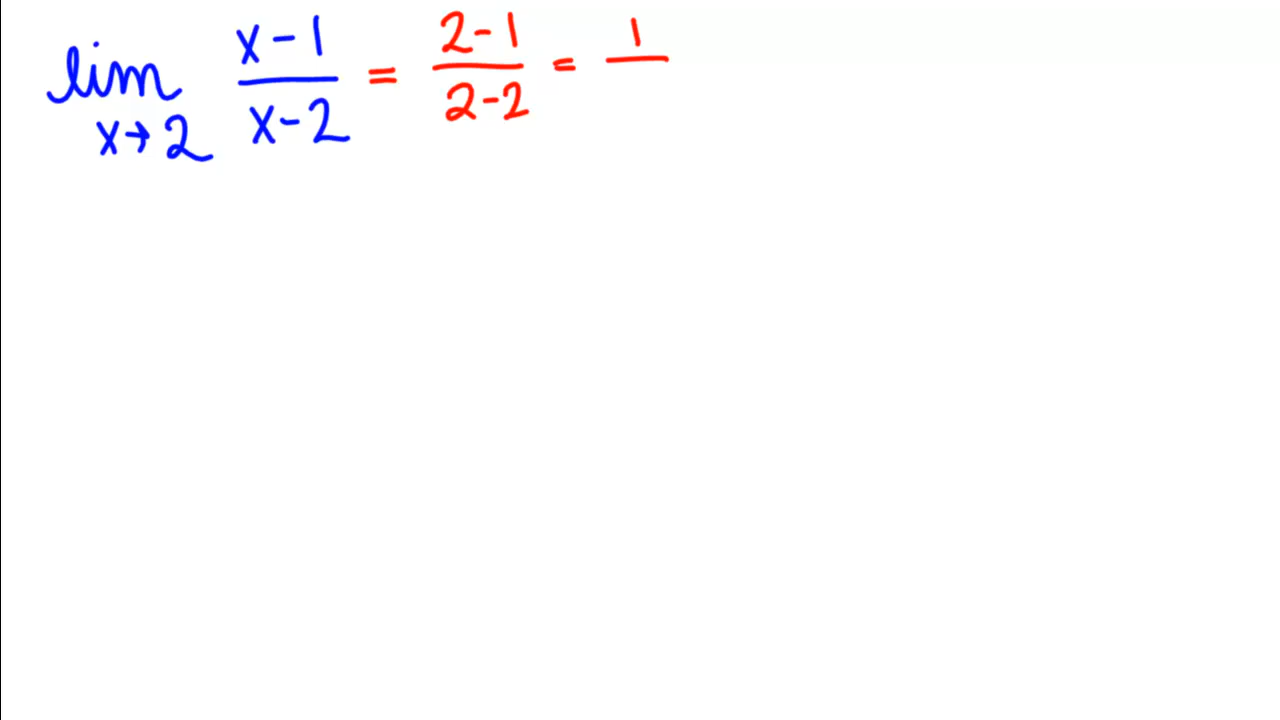 lim x→2 (x-1)/(x-2) = (2-1)/(2-2) = 1/